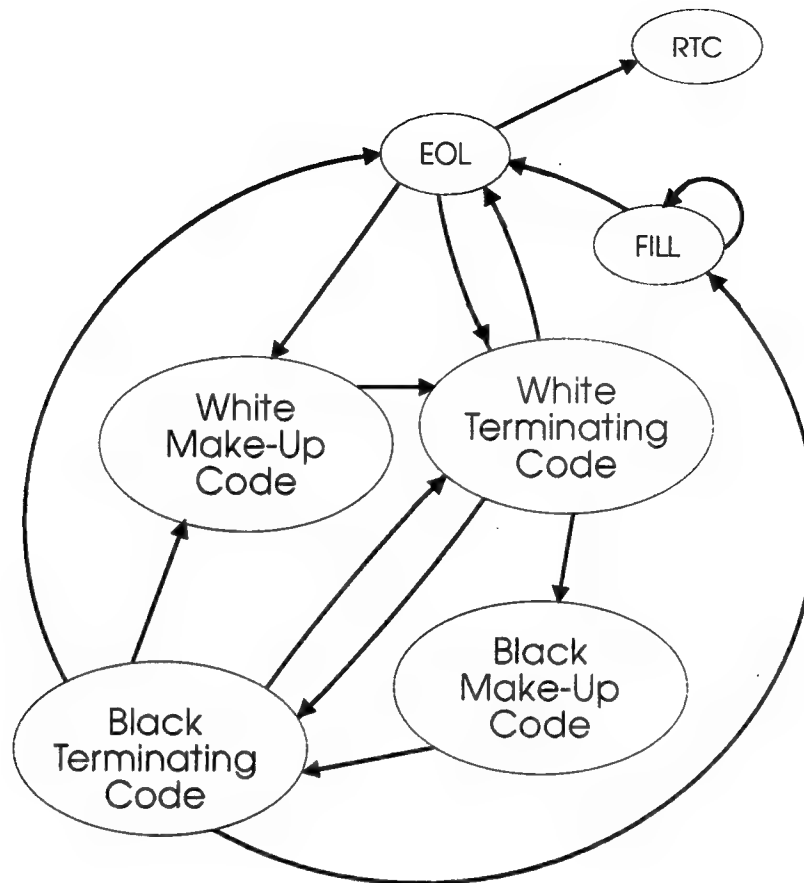 RTC
EOL
FILL
White
Make-Up
Code
White
Terminating
Code
Black
Make-Up
Code
Black
Terminating
Code